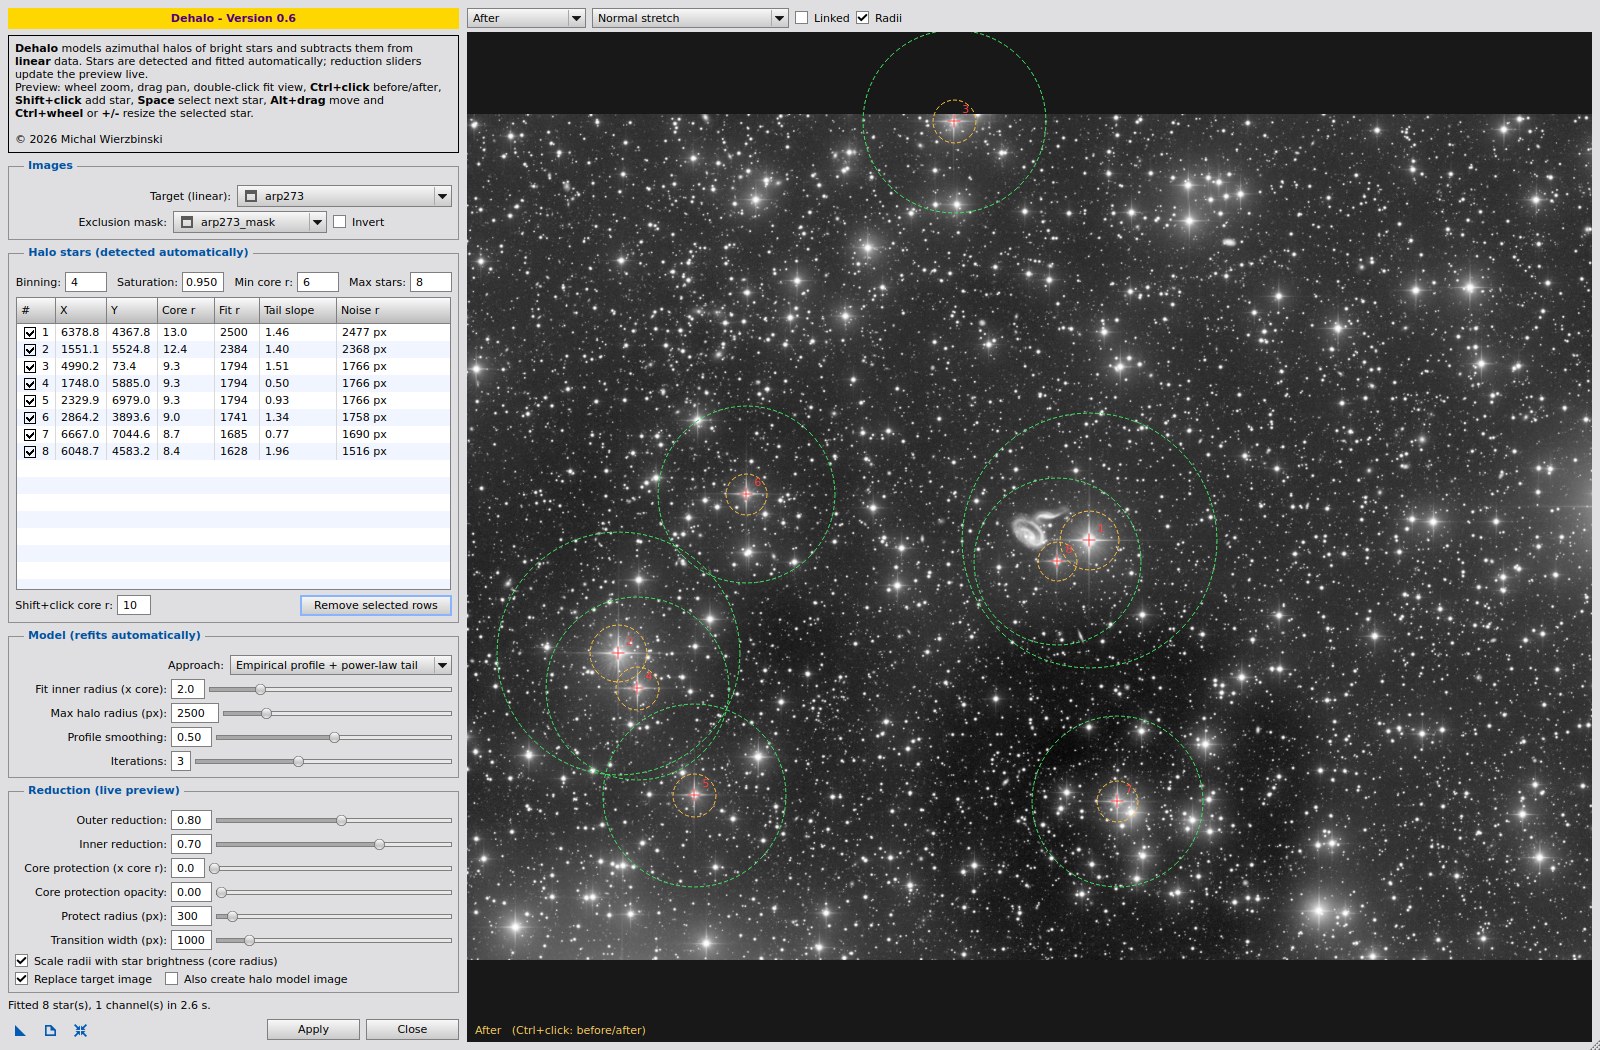 Dehalo - Version 0.6
Dehalo models azimuthal halos of bright stars and subtracts them from
linear data. Stars are detected and fitted automatically; reduction sliders
update the preview live.
Preview: wheel zoom, drag pan, double-click fit view, Ctrl+click before/after,
Shift+click add star, Space select next star, Alt+drag move and
Ctrl+wheel or +/- resize the selected star.
© 2026 Michal Wierzbinski
Images
Target (linear): arp273
Exclusion mask: arp273_mask Invert
Halo stars (detected automatically)
Binning: 4 Saturation: 0.950 Min core r: 6 Max stars: 8
# X Y Core r Fit r Tail slope Noise r
1 6378.8 4367.8 13.0 2500 1.46 2477 px
2 1551.1 5524.8 12.4 2384 1.40 2368 px
3 4990.2 73.4 9.3 1794 1.51 1766 px
4 1748.0 5885.0 9.3 1794 0.50 1766 px
5 2329.9 6979.0 9.3 1794 0.93 1766 px
6 2864.2 3893.6 9.0 1741 1.34 1758 px
7 6667.0 7044.6 8.7 1685 0.77 1690 px
8 6048.7 4583.2 8.4 1628 1.96 1516 px
Shift+click core r: 10 Remove selected rows
Model (refits automatically)
Approach: Empirical profile + power-law tail
Fit inner radius (x core): 2.0
Max halo radius (px): 2500
Profile smoothing: 0.50
Iterations: 3
Reduction (live preview)
Outer reduction: 0.80
Inner reduction: 0.70
Core protection (x core r): 0.0
Core protection opacity: 0.00
Protect radius (px): 300
Transition width (px): 1000
Scale radii with star brightness (core radius)
Replace target image Also create halo model image
Fitted 8 star(s), 1 channel(s) in 2.6 s.
Apply Close
After Normal stretch Linked Radii
3
6
1
8
2
4
5
7
After (Ctrl+click: before/after)